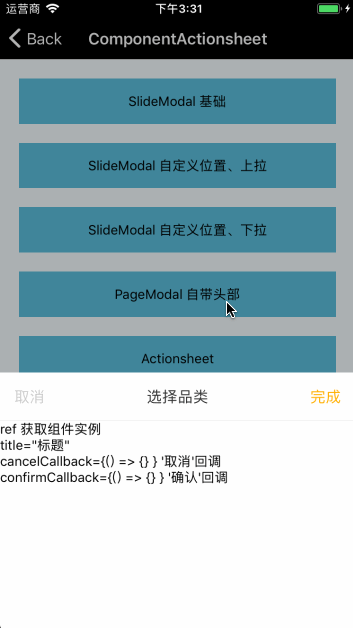 运营商 下午3:31
Back ComponentActionsheet
SlideModal 基础
SlideModal 自定义位置、上拉
SlideModal 自定义位置、下拉
PageModal 自带头部
Actionsheet
取消 选择品类 完成
ref 获取组件实例
title="标题"
cancelCallback={() => {} } '取消'回调
confirmCallback={() => {} } '确认'回调